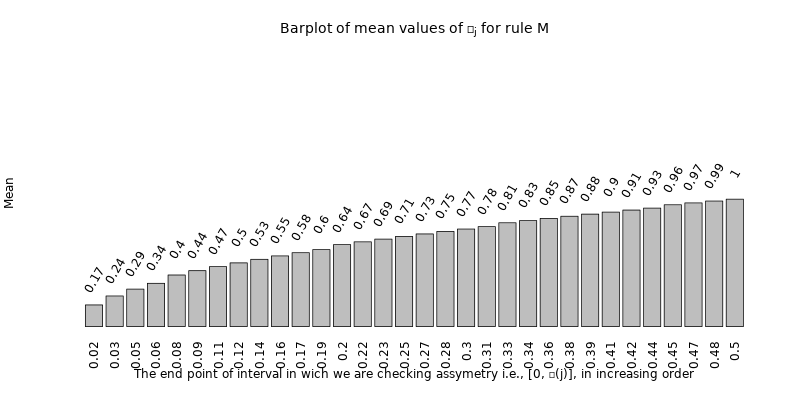 Barplot of mean values of □j for rule M
Mean
0.17 0.24 0.29 0.34 0.4 0.44 0.47 0.5 0.53 0.55 0.58 0.6 0.64 0.67 0.69 0.71 0.73 0.75 0.77 0.78 0.81 0.83 0.85 0.87 0.88 0.9 0.91 0.93 0.96 0.97 0.99 1
0.02 0.03 0.05 0.06 0.08 0.09 0.11 0.12 0.14 0.16 0.17 0.19 0.2 0.22 0.23 0.25 0.27 0.28 0.3 0.31 0.33 0.34 0.36 0.38 0.39 0.41 0.42 0.44 0.45 0.47 0.48 0.5
The end point of interval in wich we are checking assymetry i.e., [0, □(j)], in increasing order